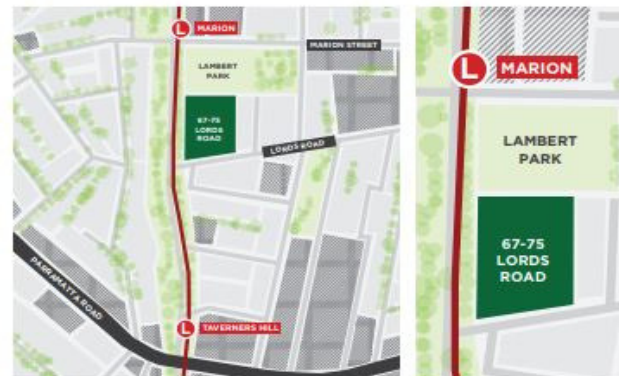 L MARION
MARION STREET
LAMBERT
PARK
67-75
LORDS
ROAD
LORDS ROAD
PARRAMATTA ROAD
L TAVERNERS HILL
L MARION
LAMBERT
PARK
67-75
LORDS
ROAD